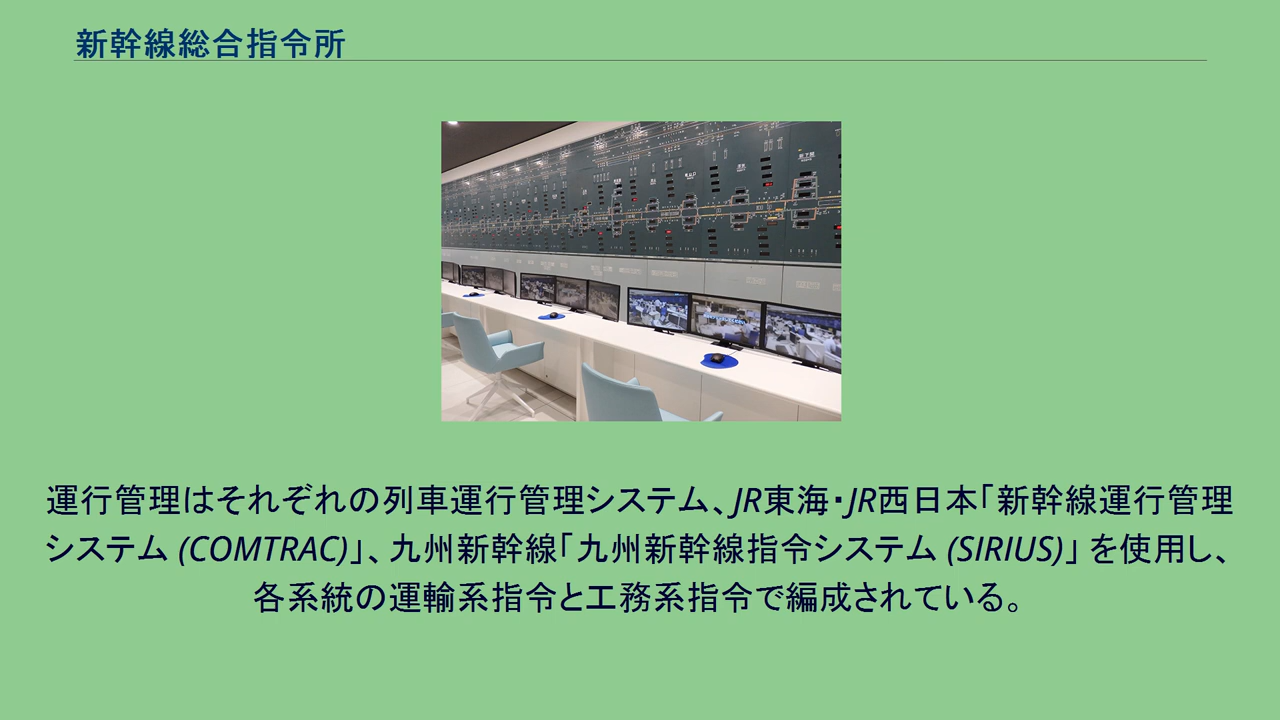 新幹線総合指令所
運行管理はそれぞれの列車運行管理システム、JR東海・JR西日本「新幹線運行管理
システム (COMTRAC)」、九州新幹線「九州新幹線指令システム (SIRIUS)」 を使用し、
各系統の運輸系指令と工務系指令で編成されている。